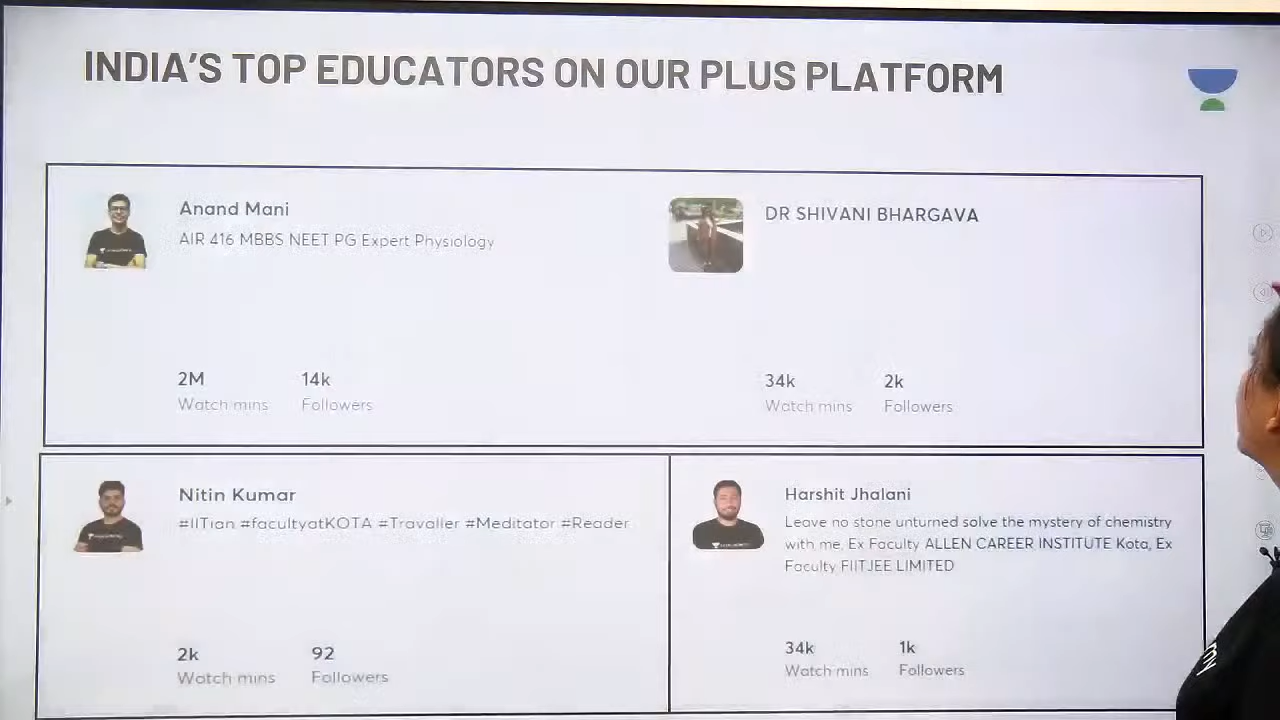 INDIA'S TOP EDUCATORS ON OUR PLUS PLATFORM
Anand Mani
AIR 416 MBBS NEET PG Expert Physiology
2M 14k
Watch mins Followers
DR SHIVANI BHARGAVA
34k 2k
Watch mins Followers
Nitin Kumar
#IITian #facultyatKOTA #Travaller #Meditator #Reader
2k 92
Watch mins Followers
Harshit Jhalani
Leave no stone unturned solve the mystery of chemistry
with me. Ex Faculty ALLEN CAREER INSTITUTE Kota, Ex
Faculty FIITJEE LIMITED
34k 1k
Watch mins Followers